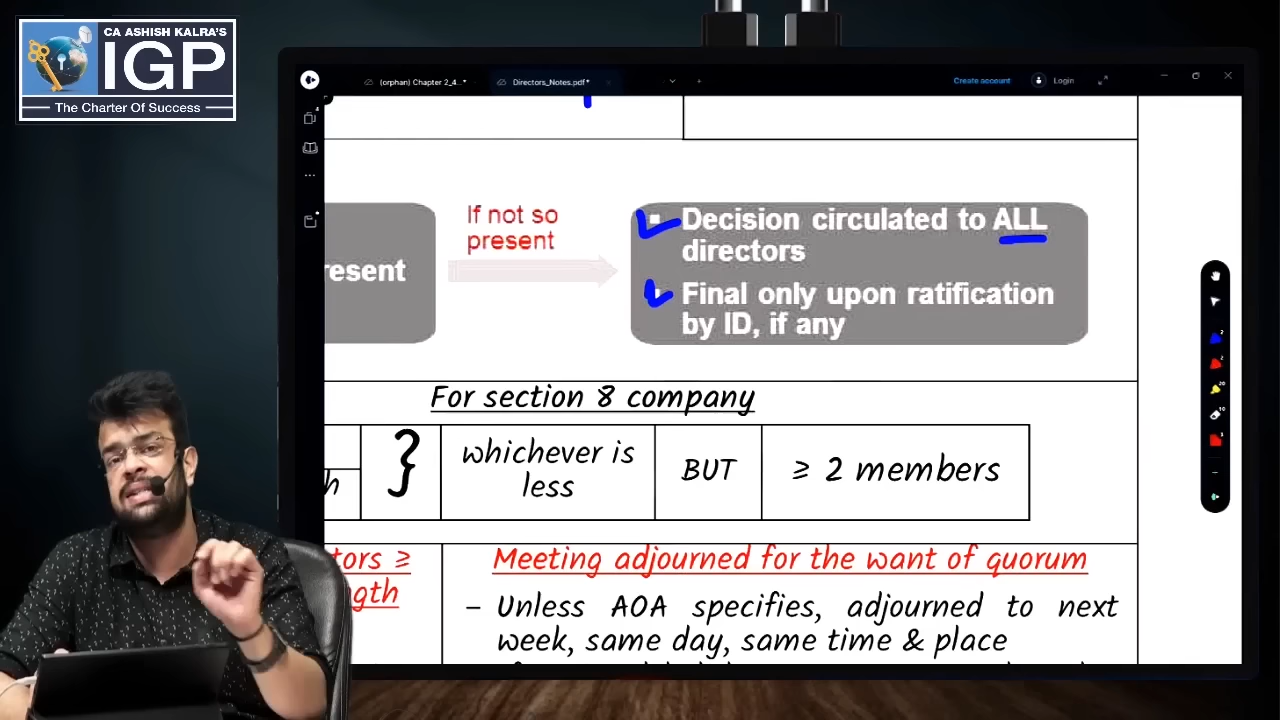 CA ASHISH KALRA'S
IGP
The Charter Of Success
(orphan) Chapter 2_4.. *
Directors_Notes.pdf*
Create account
Login
If not so
present
resent
Decision circulated to ALL
directors
Final only upon ratification
by ID, if any
For section 8 company
h
}
whichever is
less
BUT
≥ 2 members
tors ≥
ngth
Meeting adjourned for the want of quorum
– Unless AOA specifies, adjourned to next
week, same day, same time & place